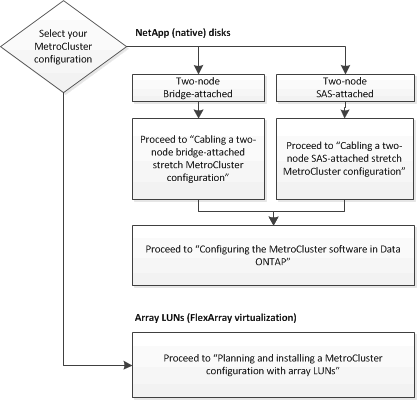 Select your
MetroCluster
configuration
NetApp (native) disks
Two-node
Bridge-attached
Two-node
SAS-attached
Proceed to “Cabling a two-
node bridge-attached
stretch MetroCluster
configuration”
Proceed to “Cabling a two-
node SAS-attached stretch
MetroCluster configuration”
Proceed to “Configuring the MetroCluster software in Data
ONTAP”
Array LUNs (FlexArray virtualization)
Proceed to “Planning and installing a MetroCluster
configuration with array LUNs”